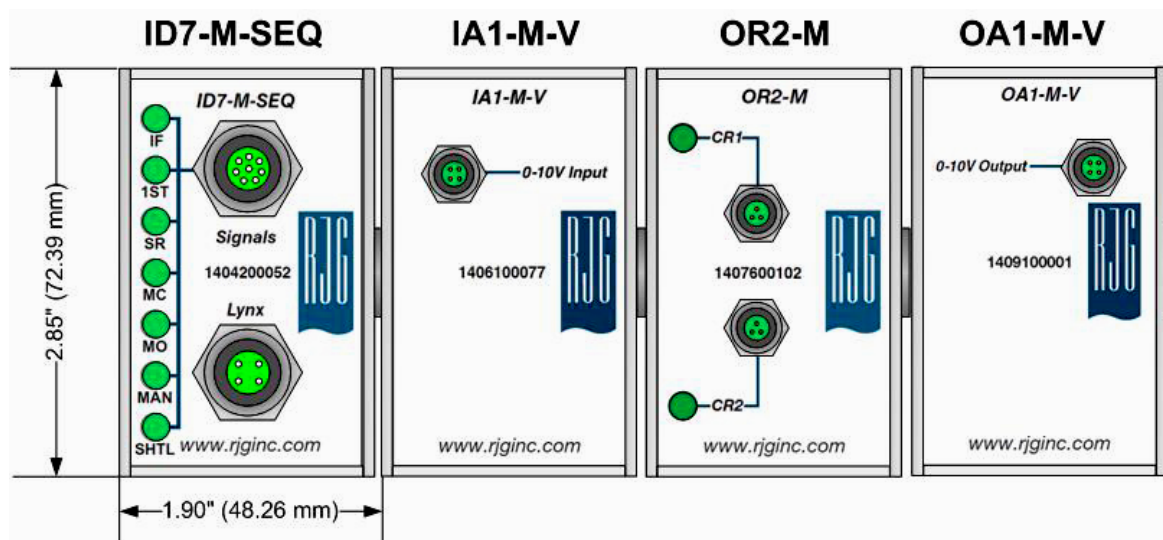 ID7-M-SEQ
IA1-M-V
OR2-M
OA1-M-V
2.85" (72.39 mm)
ID7-M-SEQ
IF
1ST
SR
MC
MO
MAN
SHTL
Signals
1404200052
Lynx
RJG
www.rjginc.com
1.90" (48.26 mm)
IA1-M-V
0-10V Input
1406100077
RJG
www.rjginc.com
OR2-M
CR1
1407600102
RJG
CR2
www.rjginc.com
OA1-M-V
0-10V Output
1409100001
RJG
www.rjginc.com